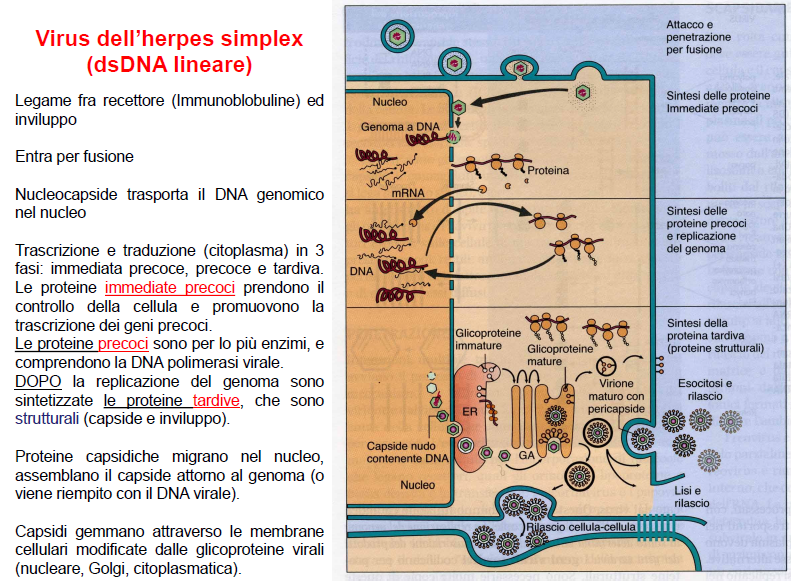 Virus dell'herpes simplex
(dsDNA lineare)
Legame fra recettore (Immunoblobuline) ed
inviluppo
Entra per fusione
Nucleocapside trasporta il DNA genomico
nel nucleo
Trascrizione e traduzione (citoplasma) in 3
fasi: immediata precoce, precoce e tardiva.
Le proteine immediate precoci prendono il
controllo della cellula e promuovono la
trascrizione dei geni precoci.
Le proteine precoci sono per lo più enzimi, e
comprendono la DNA polimerasi virale.
DOPO la replicazione del genoma sono
sintetizzate le proteine tardive, che sono
strutturali (capside e inviluppo).
Proteine capsidiche migrano nel nucleo,
assemblano il capside attorno al genoma (o
viene riempito con il DNA virale).
Capsidi gemmano attraverso le membrane
cellulari modificate dalle glicoproteine virali
(nucleare, Golgi, citoplasmatica).
Attacco e
penetrazione
per fusione
Nucleo
Genoma a DNA
Proteina
mRNA
Sintesi delle proteine
Immediate precoci
DNA
Sintesi delle
proteine precoci
e replicazione
del genoma
Glicoproteine
immature
Glicoproteine
mature
Sintesi della
proteina tardiva
(proteine strutturali)
Virione
maturo con
pericapside
Esocitosi e
rilascio
ER
Capside nudo
contenente DNA
GA
Nucleo
Lisi e
rilascio
Rilascio cellula-cellula